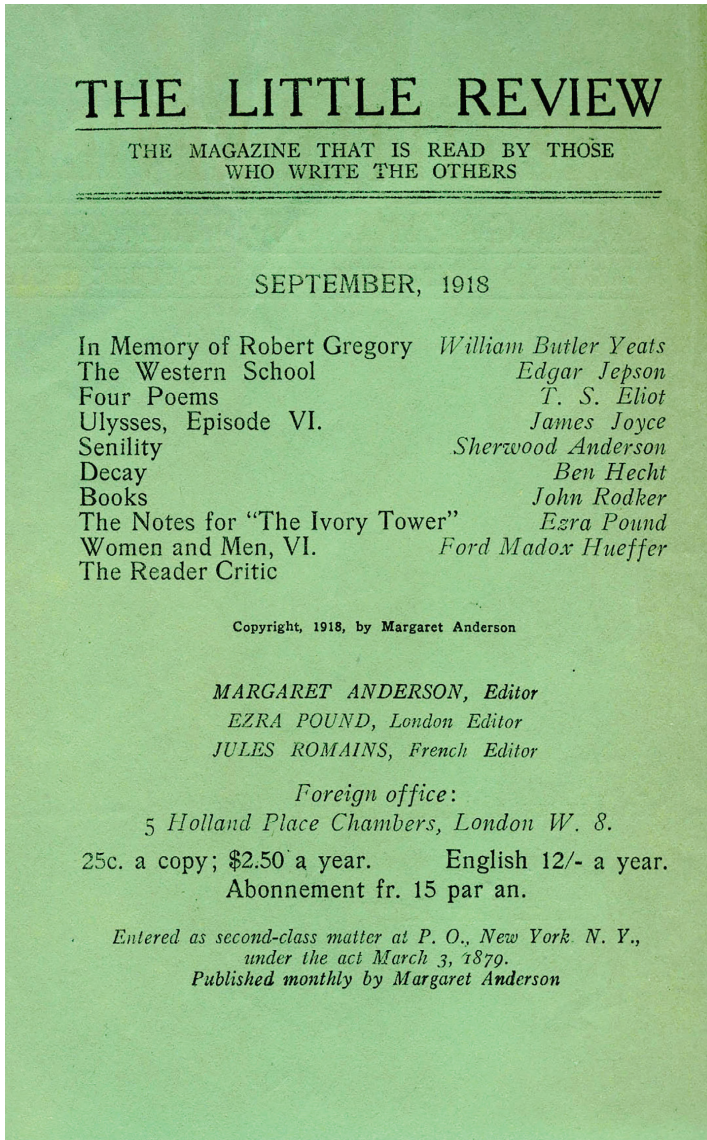 THE LITTLE REVIEW
THE MAGAZINE THAT IS READ BY THOSE
WHO WRITE THE OTHERS
SEPTEMBER, 1918
In Memory of Robert Gregory William Butler Yeats
The Western School Edgar Jepson
Four Poems T. S. Eliot
Ulysses, Episode VI. James Joyce
Senility Sherwood Anderson
Decay Ben Hecht
Books John Rodker
The Notes for “The Ivory Tower” Ezra Pound
Women and Men, VI. Ford Madox Hueffer
The Reader Critic
Copyright, 1918, by Margaret Anderson
MARGARET ANDERSON, Editor
EZRA POUND, London Editor
JULES ROMAINS, French Editor
Foreign office:
5 Holland Place Chambers, London W. 8.
25c. a copy; $2.50 a year. English 12/- a year.
Abonnement fr. 15 par an.
Entered as second-class matter at P. O., New York. N. Y.,
under the act March 3, 1879.
Published monthly by Margaret Anderson